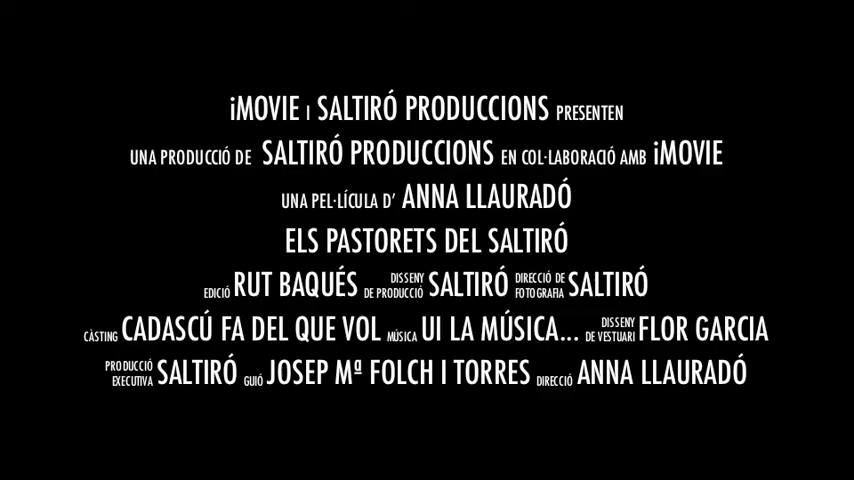 iMOVIE I SALTIRÓ PRODUCCIONS PRESENTEN
UNA PRODUCCIÓ DE SALTIRÓ PRODUCCIONS EN COL·LABORACIÓ AMB iMOVIE
UNA PEL·LÍCULA D' ANNA LLAURADÓ
ELS PASTORETS DEL SALTIRÓ
EDICIÓ RUT BAQUÉS DISSENY DE PRODUCCIÓ SALTIRÓ DIRECCIÓ DE FOTOGRAFIA SALTIRÓ
CÀSTING CADASCÚ FA DEL QUE VOL MÚSICA UI LA MÚSICA... DISSENY DE VESTUARI FLOR GARCIA
PRODUCCIÓ EXECUTIVA SALTIRÓ GUIÓ JOSEP Mª FOLCH I TORRES DIRECCIÓ ANNA LLAURADÓ